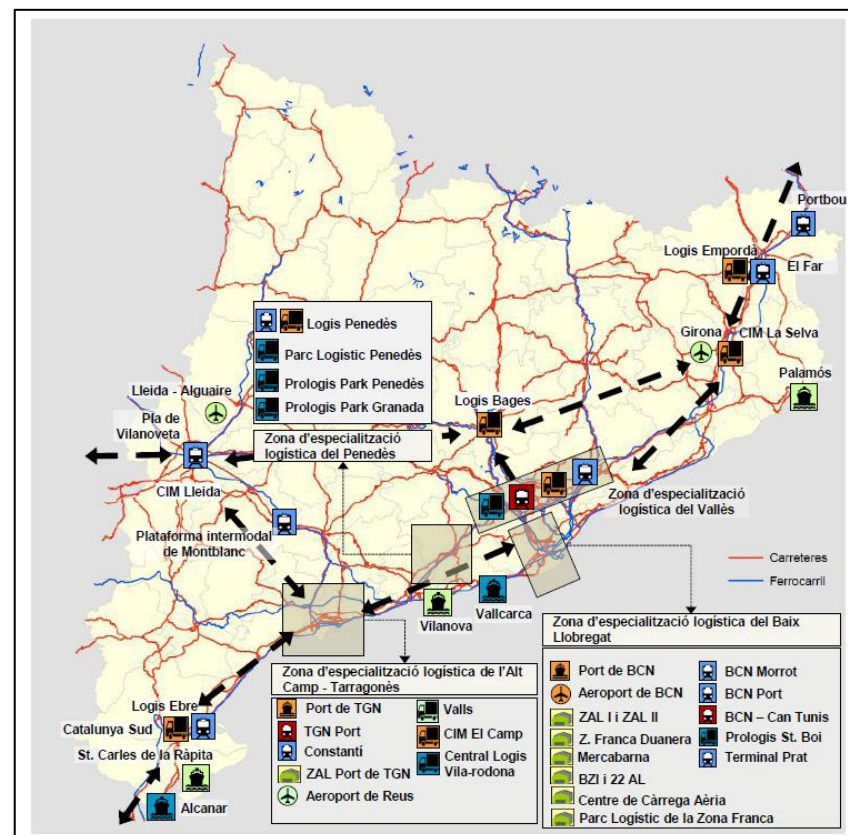 Portbou
Logis Empordà
El Far
Girona
CIM La Selva
Palamós
Logis Penedès
Parc Logístic Penedès
Prologis Park Penedès
Prologis Park Granada
Lleida - Alguaire
Pla de
Vilanoveta
Logis Bages
Zona d'especialització
logística del Penedès
CIM Lleida
Zona d'especialització
logística del Vallès
Plataforma intermodal
de Montblanc
Carreteres
Ferrocarril
Vilanova
Vallcarca
Zona d'especialització logística del Baix
Llobregat
Port de BCN
Aeroport de BCN
ZAL I i ZAL II
Z. Franca Duanera
Mercabarna
BZI i 22 AL
Centre de Càrrega Aèria
Parc Logístic de la Zona Franca
BCN Morrot
BCN Port
BCN – Can Tunis
Prologis St. Boi
Terminal Prat
Zona d'especialització logística de l'Alt
Camp - Tarragonès
Port de TGN
TGN Port
Constantí
ZAL Port de TGN
Aeroport de Reus
Valls
CIM El Camp
Central Logis
Vila-rodona
Logis Ebre
Catalunya Sud
St. Carles de la Ràpita
Alcanar